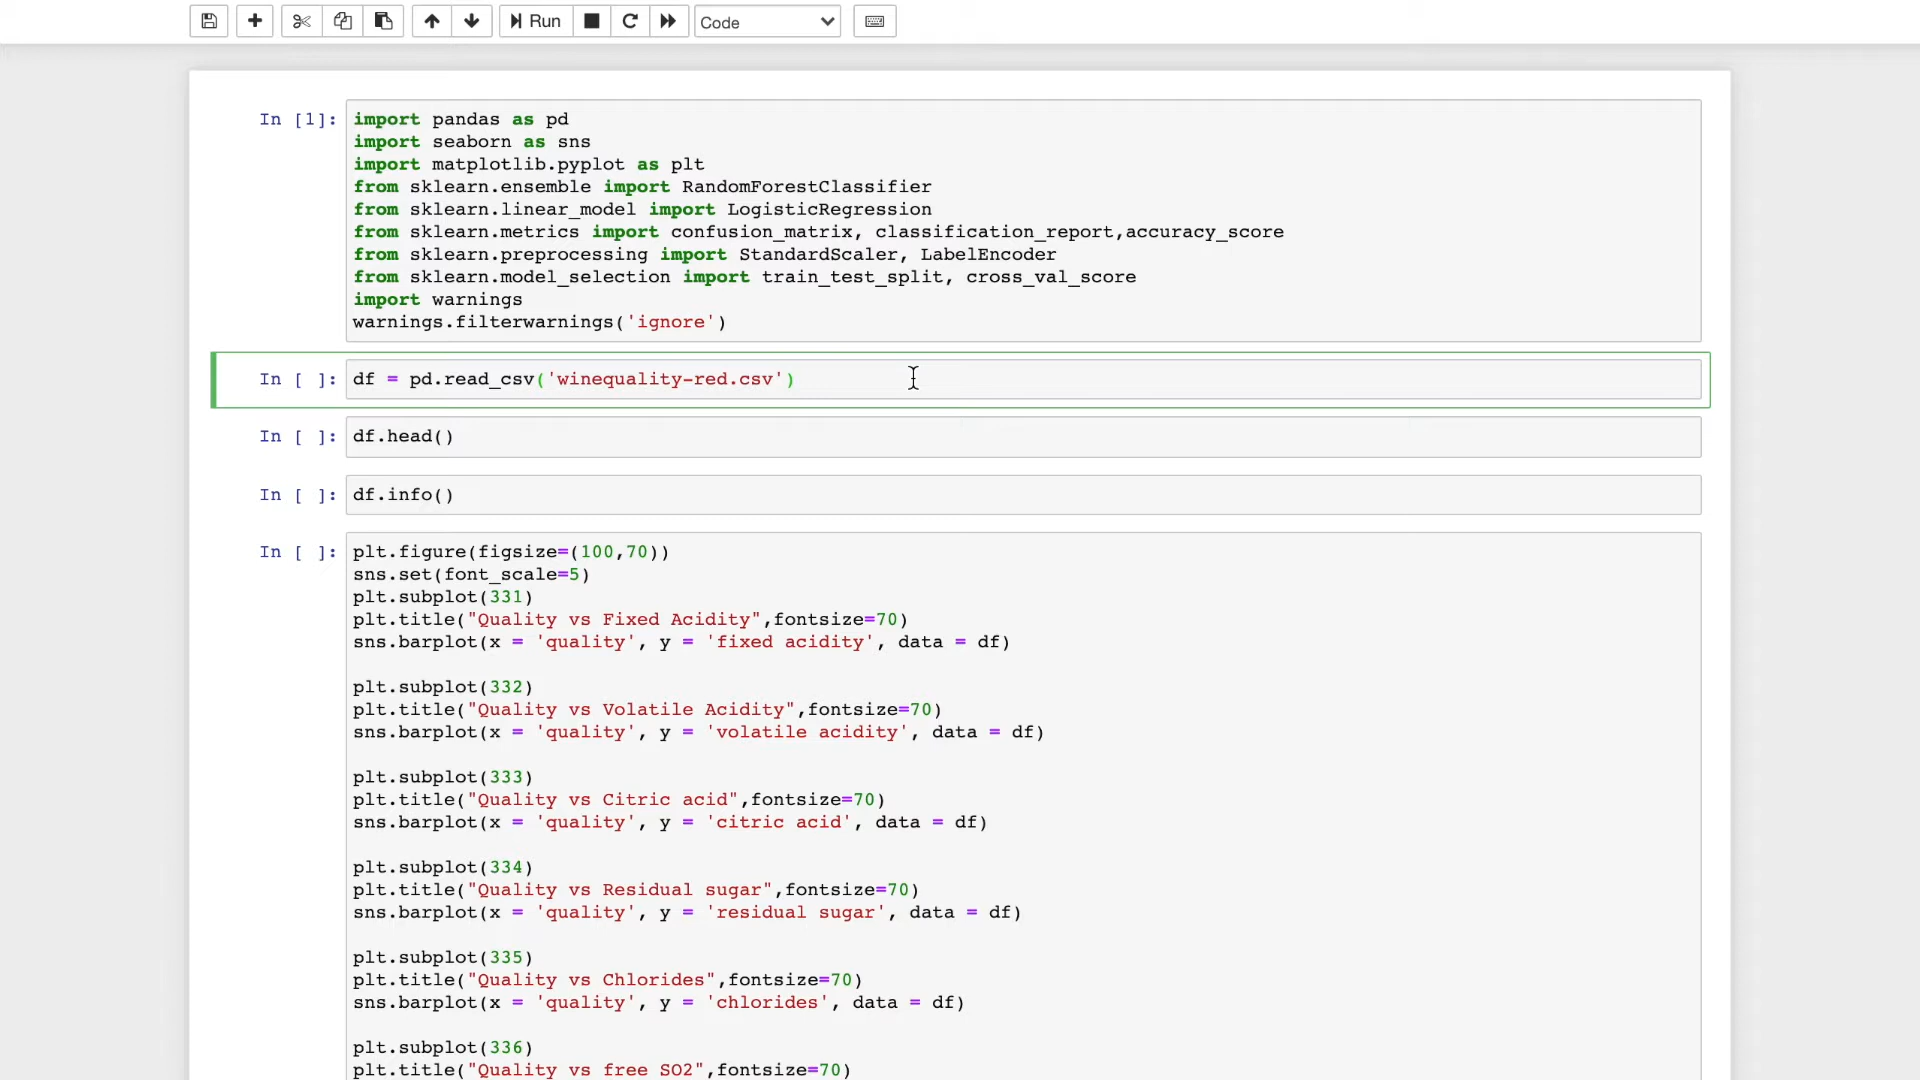 Run
Code
In [1]:
import pandas as pd
import seaborn as sns
import matplotlib.pyplot as plt
from sklearn.ensemble import RandomForestClassifier
from sklearn.linear_model import LogisticRegression
from sklearn.metrics import confusion_matrix, classification_report,accuracy_score
from sklearn.preprocessing import StandardScaler, LabelEncoder
from sklearn.model_selection import train_test_split, cross_val_score
import warnings
warnings.filterwarnings('ignore')
In [ ]: df = pd.read_csv('winequality-red.csv')
In [ ]: df.head()
In [ ]: df.info()
In [ ]: plt.figure(figsize=(100,70))
sns.set(font_scale=5)
plt.subplot(331)
plt.title("Quality vs Fixed Acidity",fontsize=70)
sns.barplot(x = 'quality', y = 'fixed acidity', data = df)
plt.subplot(332)
plt.title("Quality vs Volatile Acidity",fontsize=70)
sns.barplot(x = 'quality', y = 'volatile acidity', data = df)
plt.subplot(333)
plt.title("Quality vs Citric acid",fontsize=70)
sns.barplot(x = 'quality', y = 'citric acid', data = df)
plt.subplot(334)
plt.title("Quality vs Residual sugar",fontsize=70)
sns.barplot(x = 'quality', y = 'residual sugar', data = df)
plt.subplot(335)
plt.title("Quality vs Chlorides",fontsize=70)
sns.barplot(x = 'quality', y = 'chlorides', data = df)
plt.subplot(336)
plt.title("Quality vs free SO2",fontsize=70)